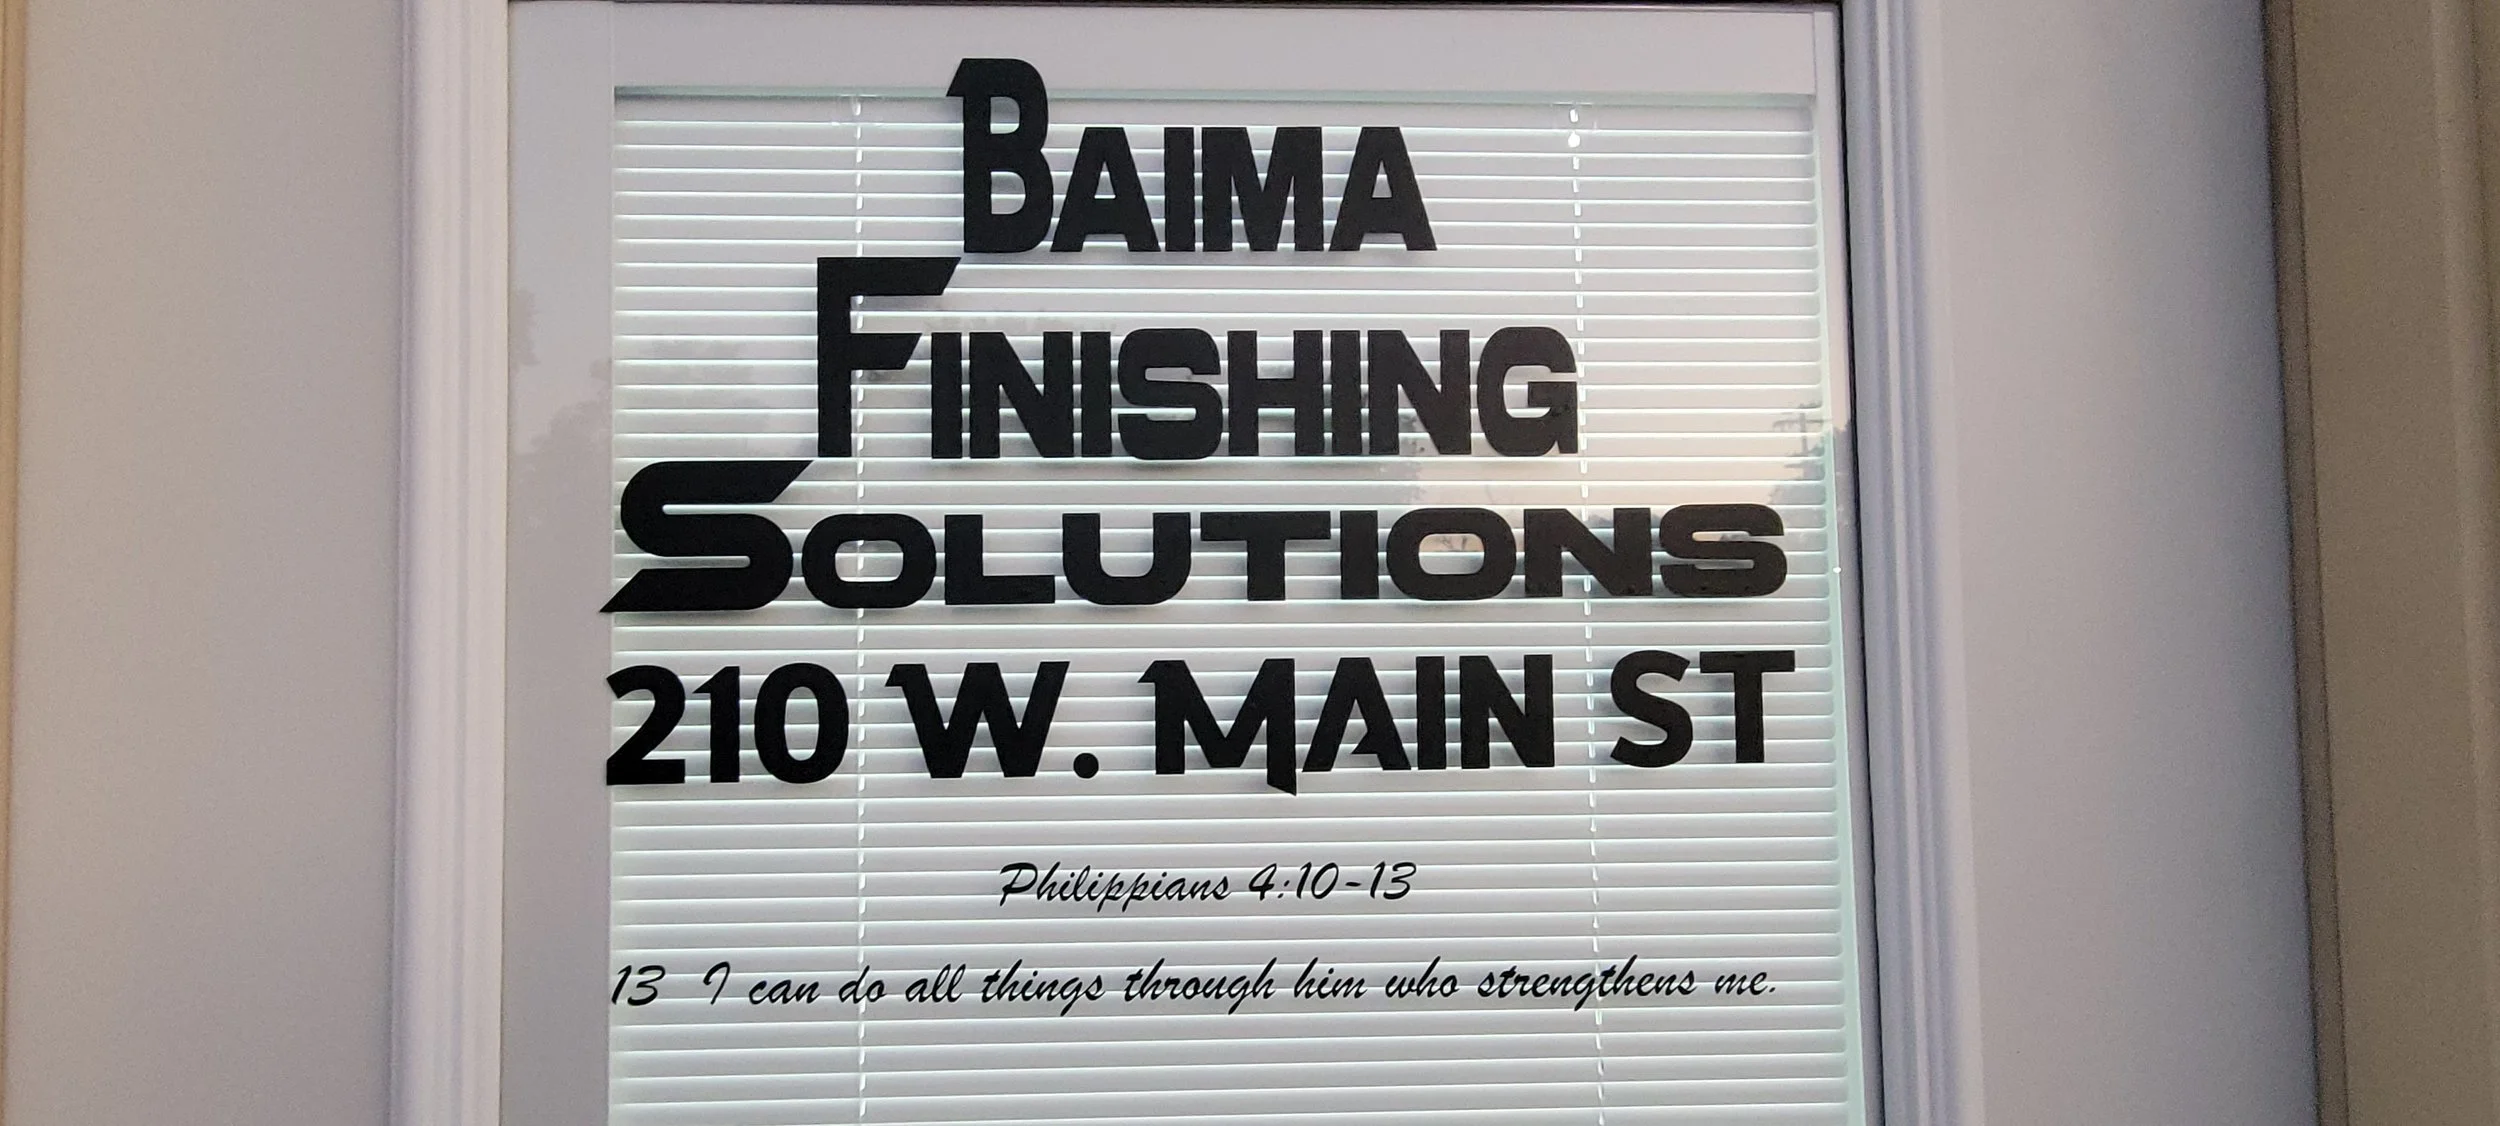 BAIMA
FINISHING
SOLUTIONS
210 W. MAIN ST
Philippians 4:10-13
13 I can do all things through him who strengthens me.